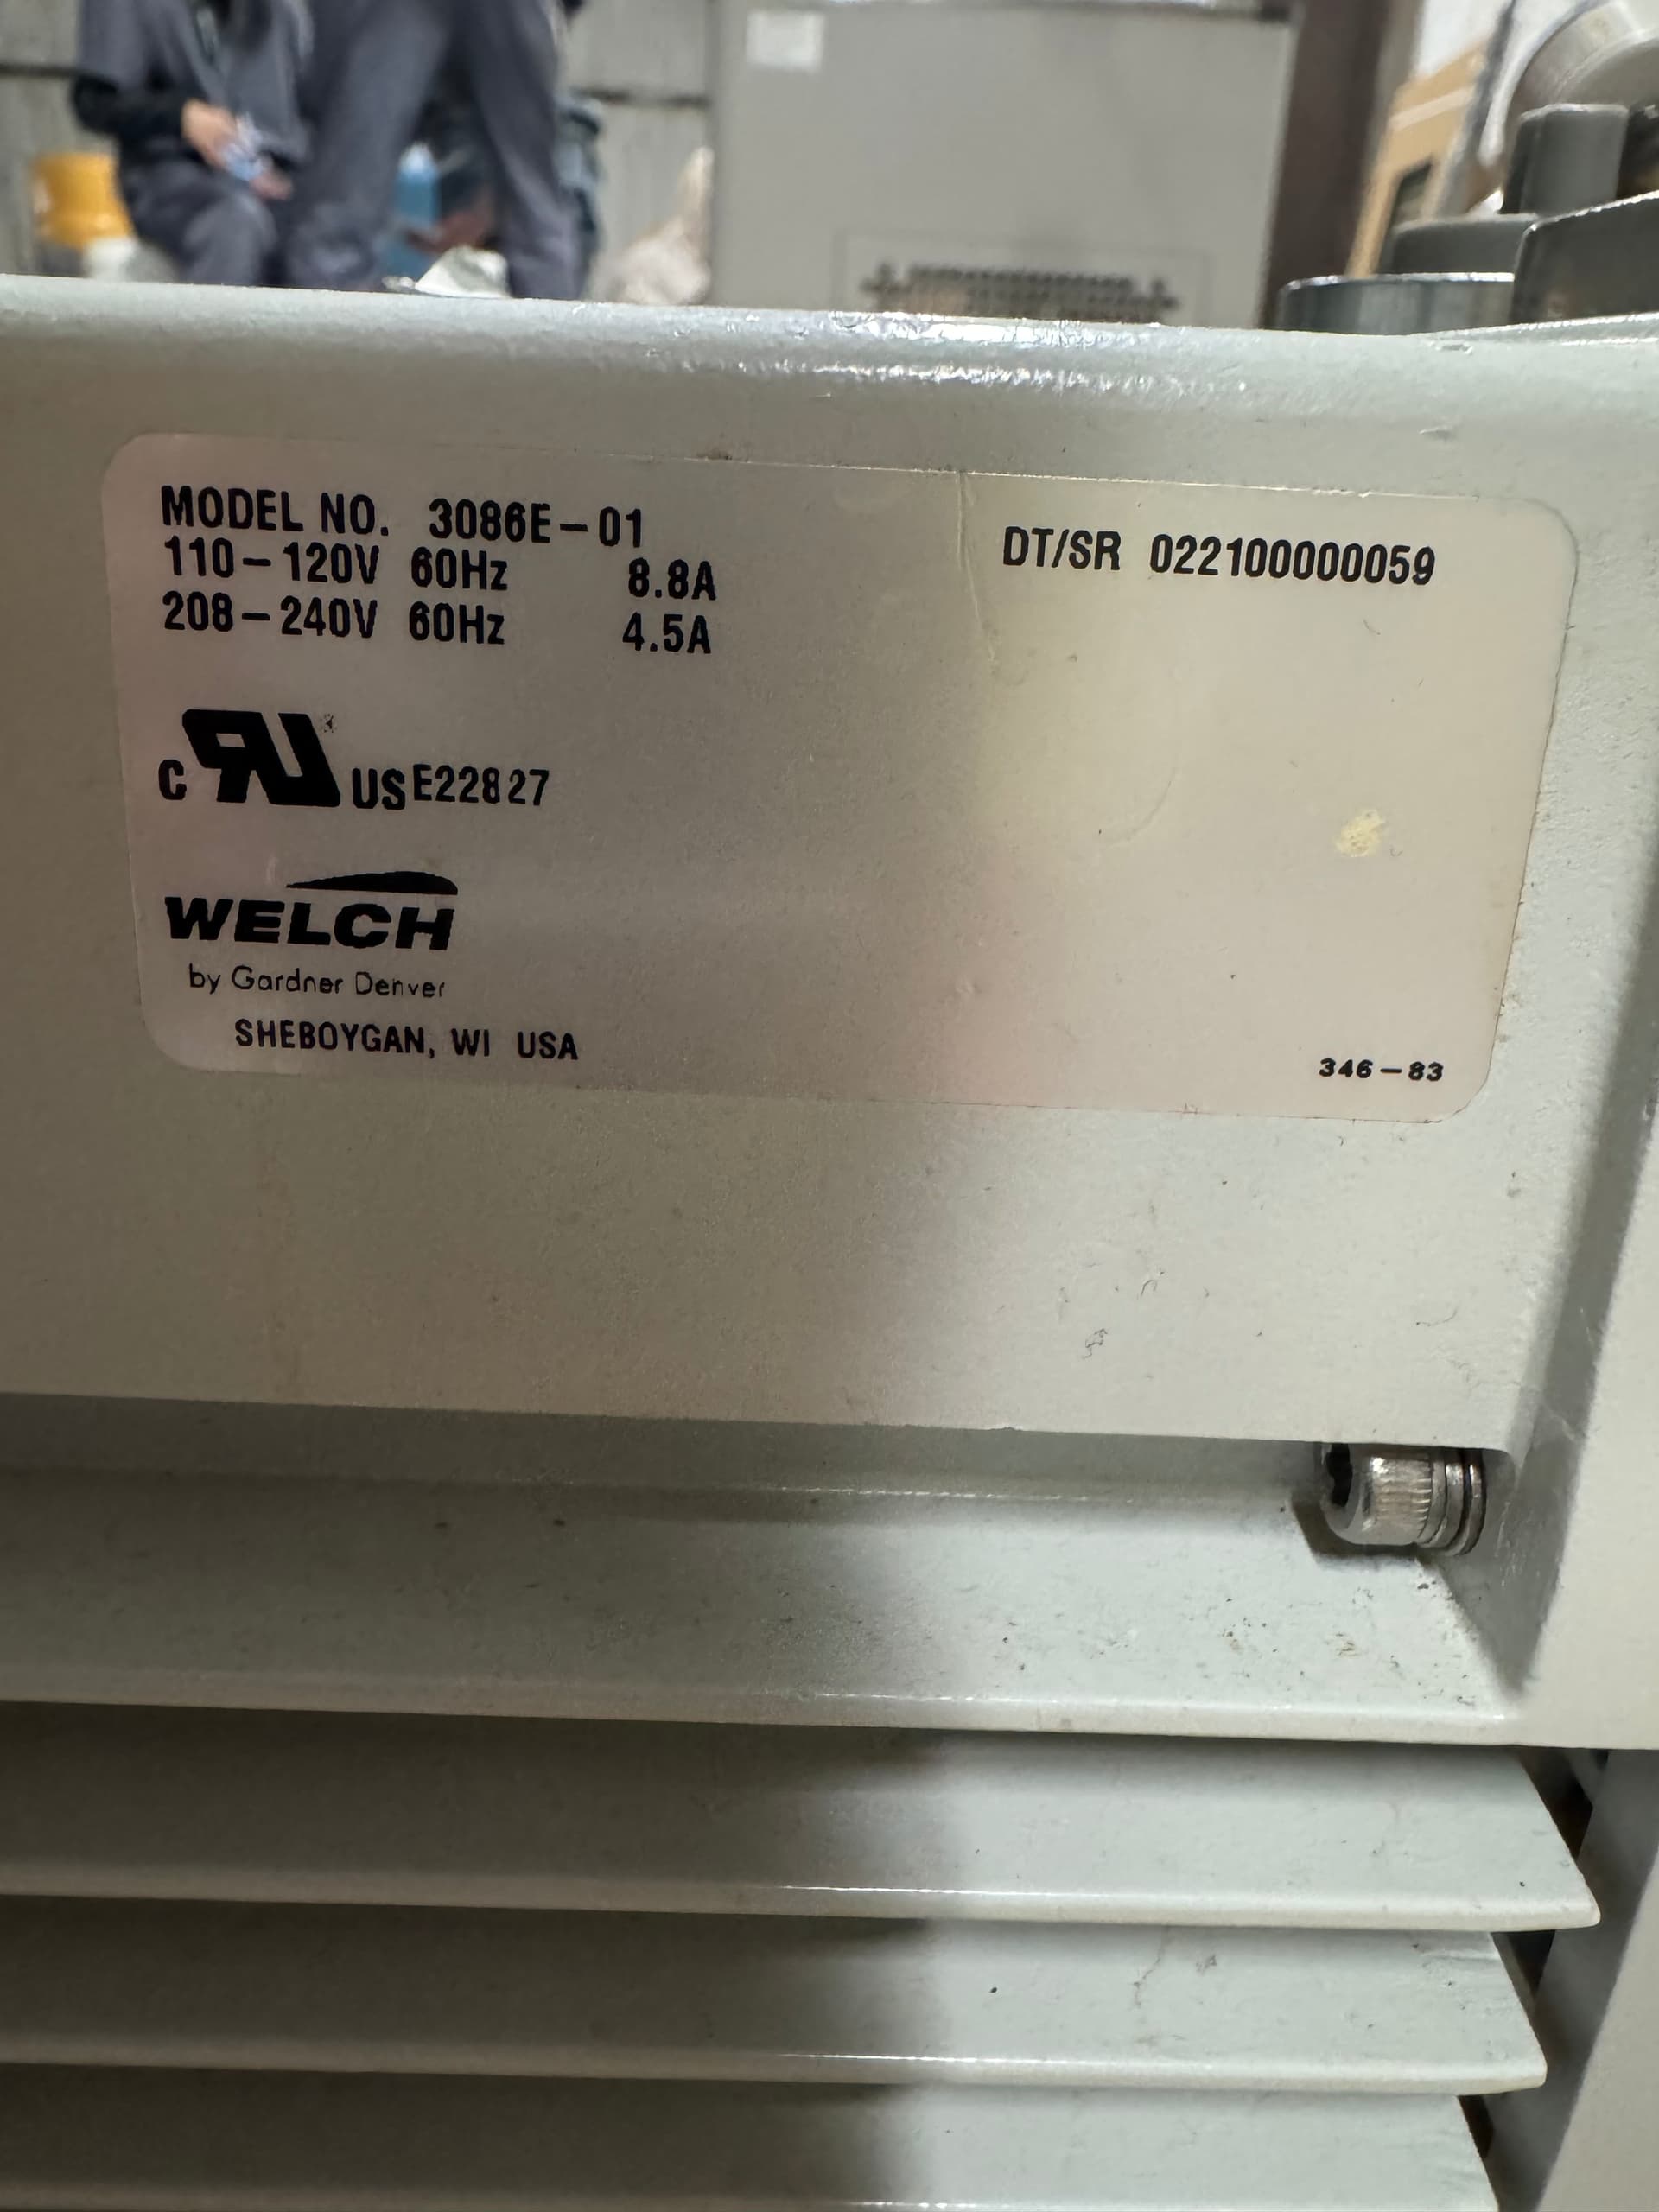 MODEL NO. 3086E-01
DT/SR 022100000059
110-120V 60Hz 8.8A
208-240V 60Hz 4.5A
C RU US E22827
WELCH
by Gardner Denver
SHEBOYGAN, WI USA
346-83